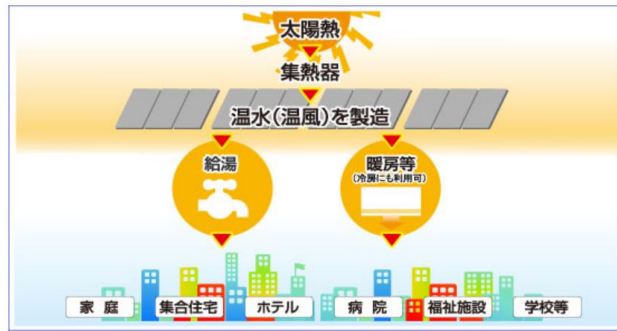 太陽熱
集熱器
温水(温風)を製造
給湯
暖房等
(冷房にも利用可)
家庭
集合住宅
ホテル
病院
福祉施設
学校等